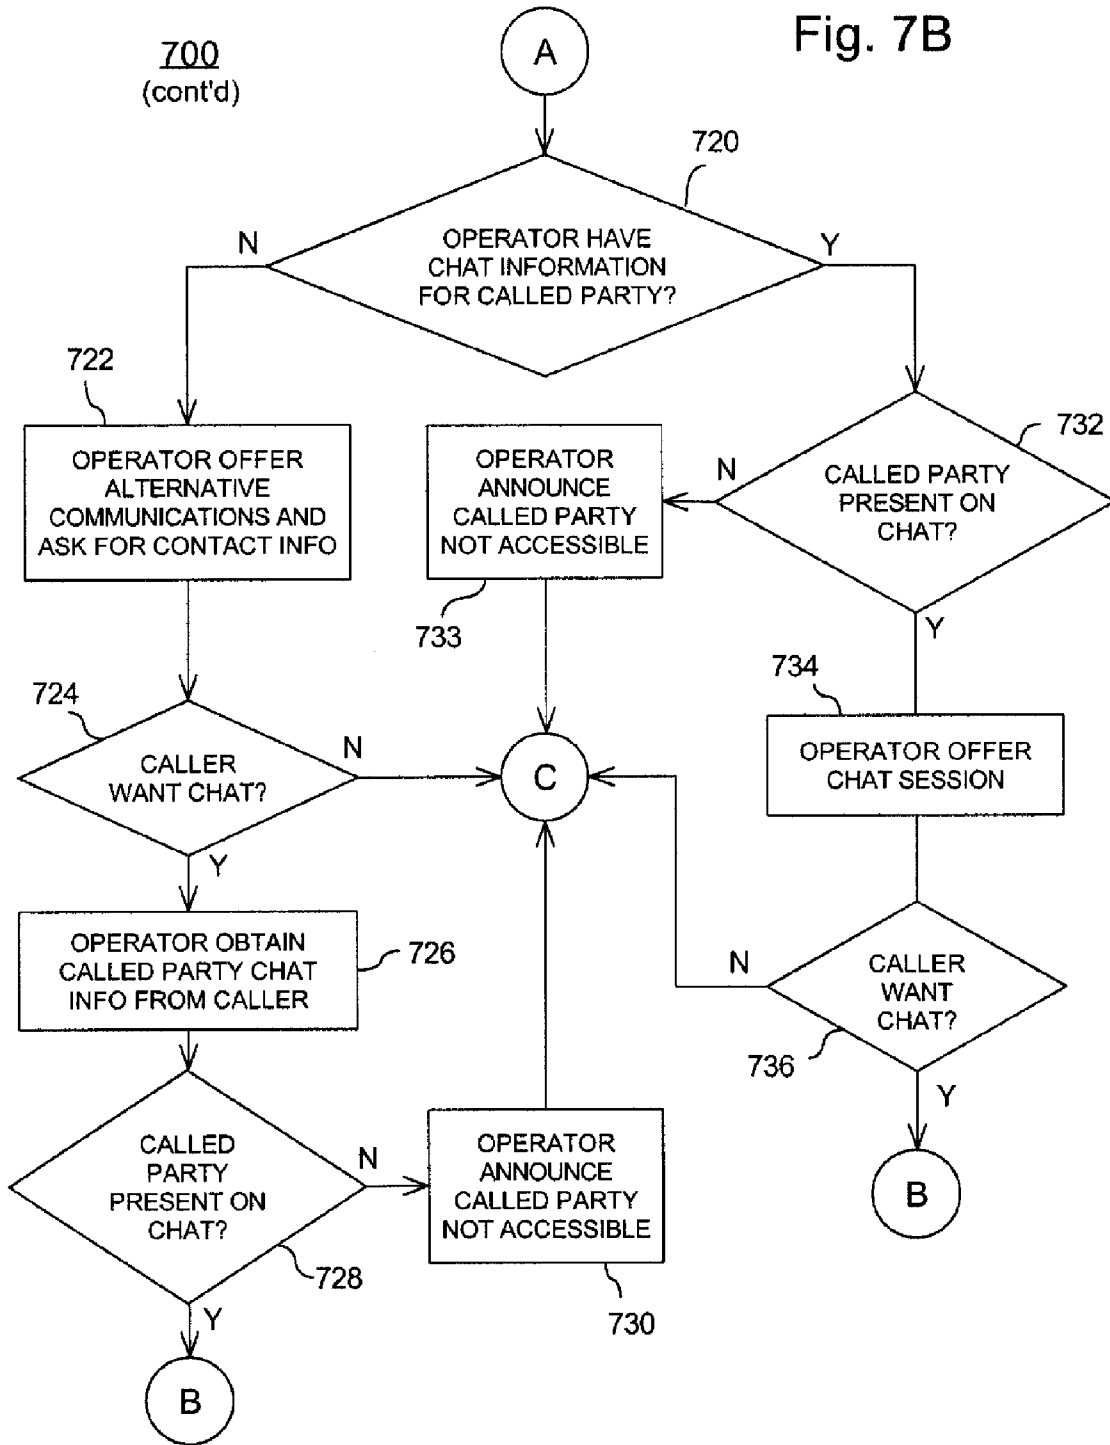 700
(cont'd)
Fig. 7B
A
720
OPERATOR HAVE
CHAT INFORMATION
FOR CALLED PARTY?
N
Y
722
OPERATOR OFFER
ALTERNATIVE
COMMUNICATIONS AND
ASK FOR CONTACT INFO
OPERATOR
ANNOUNCE
CALLED PARTY
NOT ACCESSIBLE
733
N
732
CALLED PARTY
PRESENT ON
CHAT?
Y
734
OPERATOR OFFER
CHAT SESSION
724
CALLER
WANT CHAT?
N
C
Y
726
OPERATOR OBTAIN
CALLED PARTY CHAT
INFO FROM CALLER
N
CALLER
WANT
CHAT?
736
Y
B
CALLED
PARTY
PRESENT ON
CHAT?
N
728
OPERATOR
ANNOUNCE
CALLED PARTY
NOT ACCESSIBLE
730
Y
B